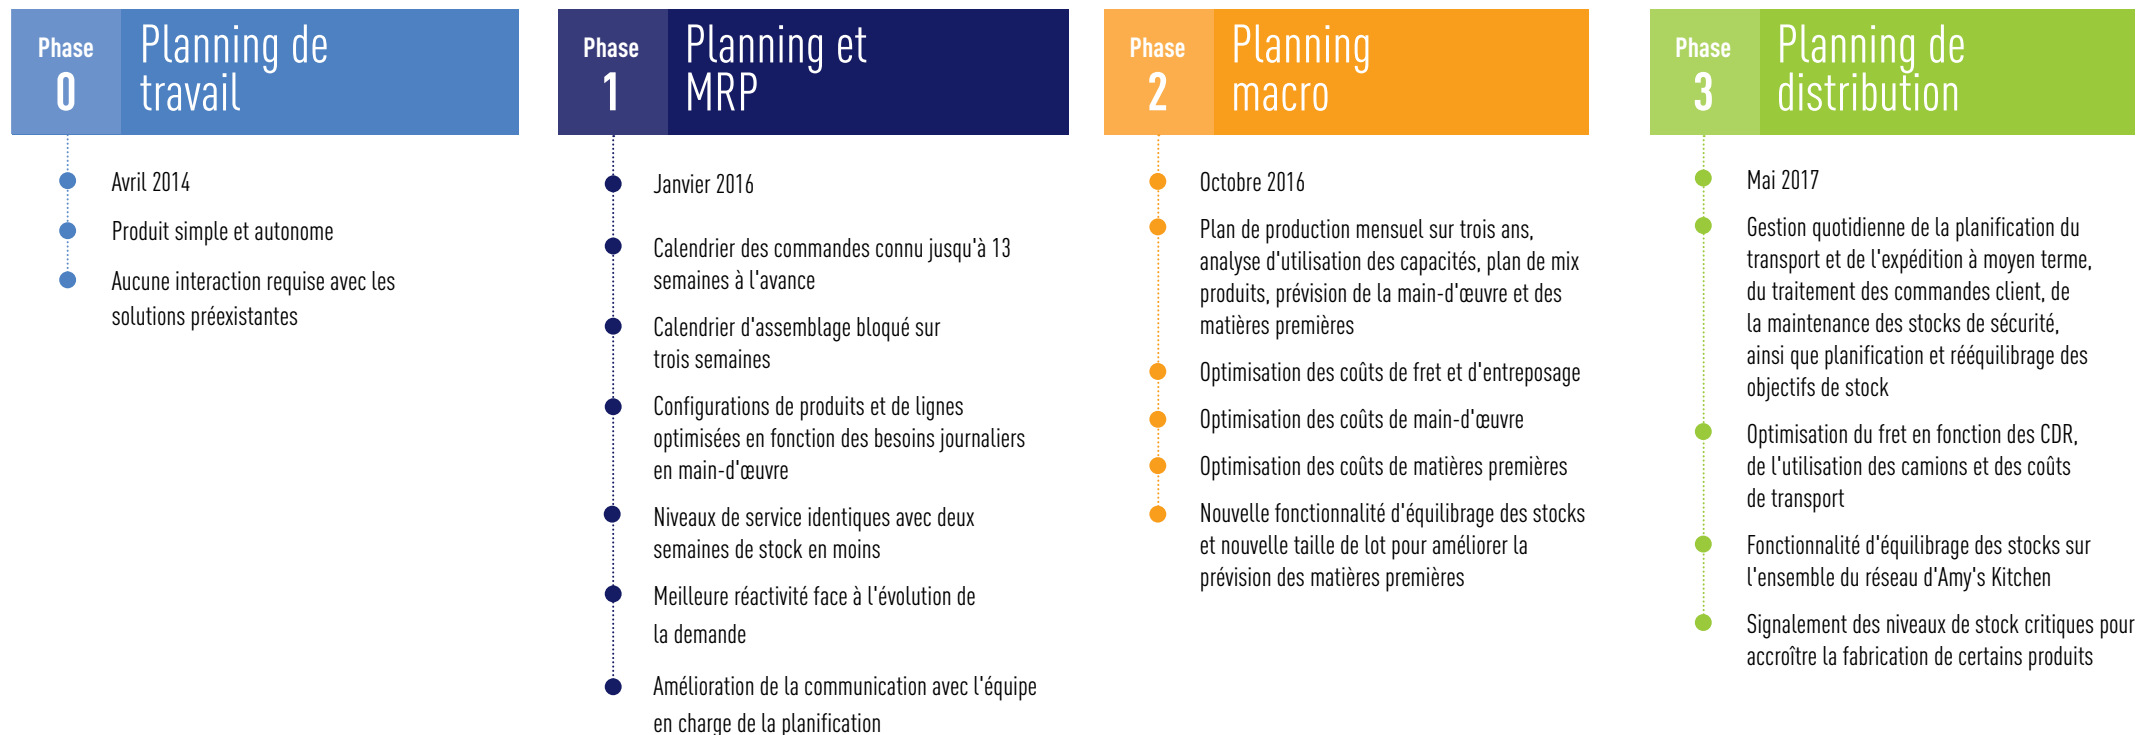 Phase
0
Planning de
travail
Avril 2014
Produit simple et autonome
Aucune interaction requise avec les
solutions préexistantes
Phase
1
Planning et
MRP
Janvier 2016
Calendrier des commandes connu jusqu'à 13
semaines à l'avance
Calendrier d'assemblage bloqué sur
trois semaines
Configurations de produits et de lignes
optimisées en fonction des besoins journaliers
en main-d'œuvre
Niveaux de service identiques avec deux
semaines de stock en moins
Meilleure réactivité face à l'évolution de
la demande
Amélioration de la communication avec l'équipe
en charge de la planification
Phase
2
Planning
macro
Octobre 2016
Plan de production mensuel sur trois ans,
analyse d'utilisation des capacités, plan de mix
produits, prévision de la main-d'œuvre et des
matières premières
Optimisation des coûts de fret et d'entreposage
Optimisation des coûts de main-d'œuvre
Optimisation des coûts de matières premières
Nouvelle fonctionnalité d'équilibrage des stocks
et nouvelle taille de lot pour améliorer la
prévision des matières premières
Phase
3
Planning de
distribution
Mai 2017
Gestion quotidienne de la planification du
transport et de l'expédition à moyen terme,
du traitement des commandes client, de
la maintenance des stocks de sécurité,
ainsi que planification et rééquilibrage des
objectifs de stock
Optimisation du fret en fonction des CDR,
de l'utilisation des camions et des coûts
de transport
Fonctionnalité d'équilibrage des stocks sur
l'ensemble du réseau d'Amy's Kitchen
Signalement des niveaux de stock critiques pour
accroître la fabrication de certains produits